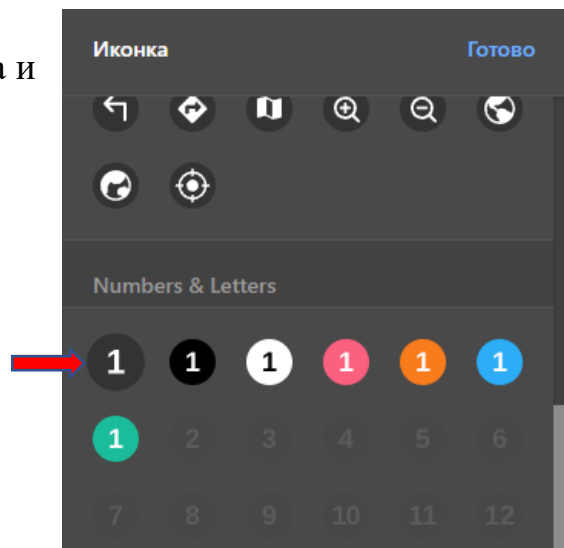 Иконка Готово
а и
Numbers & Letters
1 1 1 1 1 1
1 2 3 4 5 6
7 8 9 10 11 12